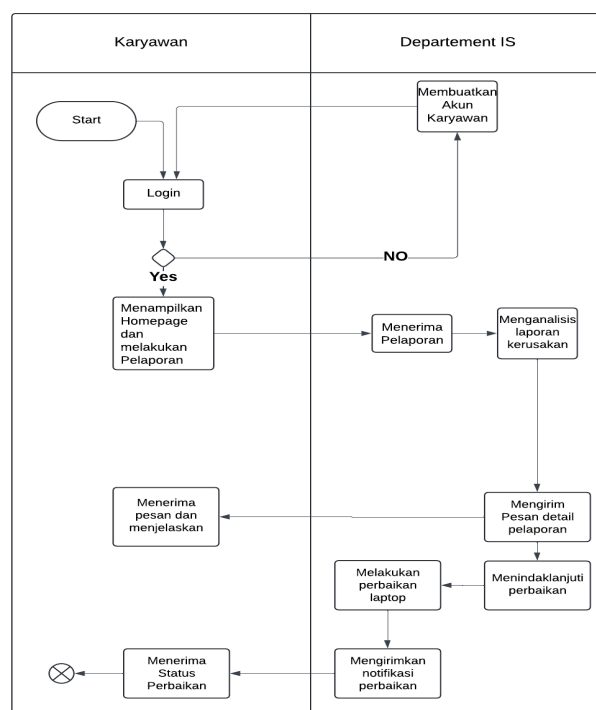 Karyawan
Departement IS
Start
Membuatkan
Akun
Karyawan
Login
NO
Yes
Menampilkan
Homepage
dan
melakukan
Pelaporan
Menerima
Pelaporan
Menganalisis
laporan
kerusakan
Menerima
pesan dan
menjelaskan
Mengirim
Pesan detail
pelaporan
Melakukan
perbaikan
laptop
Menindaklanjuti
perbaikan
Menerima
Status
Perbaikan
Mengirimkan
notifikasi
perbaikan